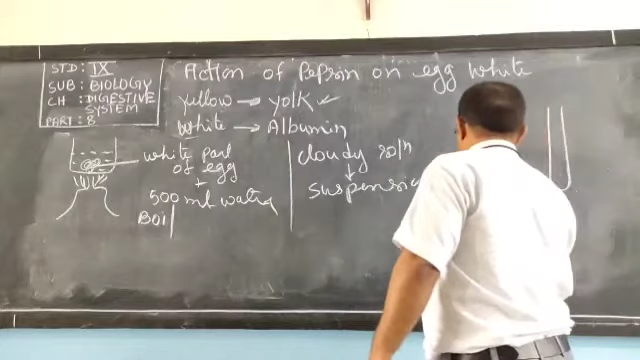 STD: IX
SUB: BIOLOGY
CH: DIGESTIVE
SYSTEM
PART: 8
Action of Pepsin on egg white
Yellow → yolk ✓
White → Albumin
white part
of egg
+
500 ml water
Boil
cloudy soln
↓
suspension